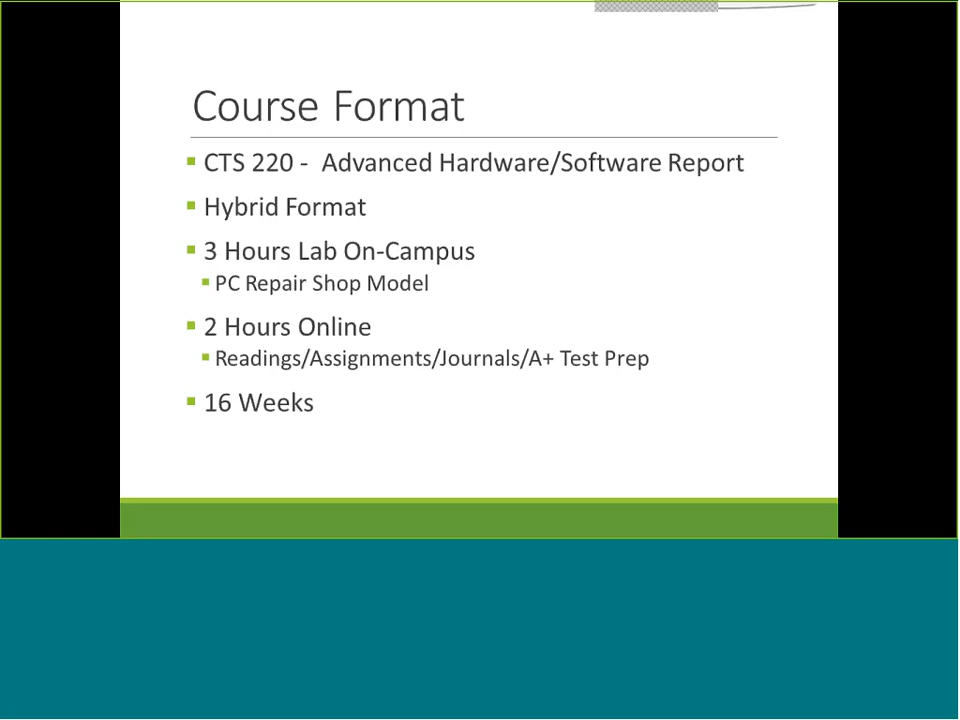 Course Format
CTS 220 - Advanced Hardware/Software Report
Hybrid Format
3 Hours Lab On-Campus
PC Repair Shop Model
2 Hours Online
Readings/Assignments/Journals/A+ Test Prep
16 Weeks